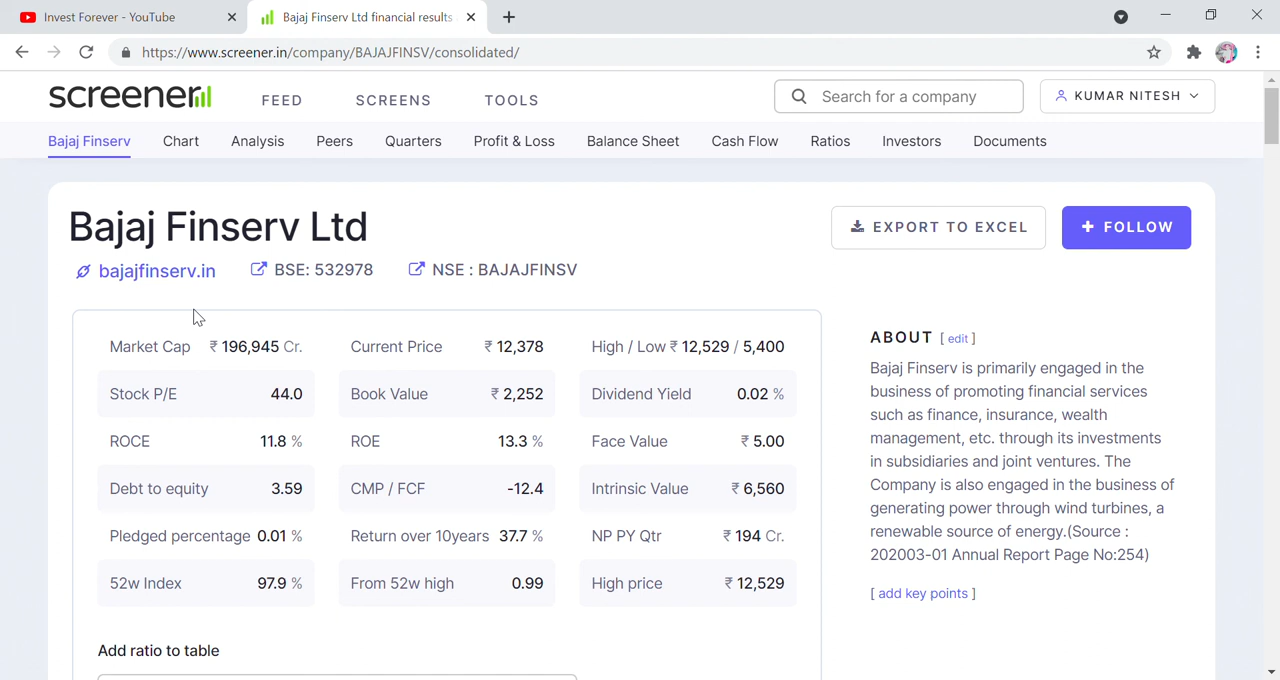 Invest Forever - YouTube
Bajaj Finserv Ltd financial results
https://www.screener.in/company/BAJAJFINSV/consolidated/
screener
FEED
SCREENS
TOOLS
Search for a company
KUMAR NITESH
Bajaj Finserv
Chart
Analysis
Peers
Quarters
Profit & Loss
Balance Sheet
Cash Flow
Ratios
Investors
Documents
Bajaj Finserv Ltd
EXPORT TO EXCEL
+ FOLLOW
bajajfinserv.in
BSE: 532978
NSE : BAJAJFINSV
Market Cap ₹ 196,945 Cr.
Current Price ₹ 12,378
High / Low ₹ 12,529 / 5,400
Stock P/E 44.0
Book Value ₹ 2,252
Dividend Yield 0.02 %
ROCE 11.8 %
ROE 13.3 %
Face Value ₹ 5.00
Debt to equity 3.59
CMP / FCF -12.4
Intrinsic Value ₹ 6,560
Pledged percentage 0.01 %
Return over 10years 37.7 %
NP PY Qtr ₹ 194 Cr.
52w Index 97.9 %
From 52w high 0.99
High price ₹ 12,529
Add ratio to table
ABOUT [ edit ]
Bajaj Finserv is primarily engaged in the
business of promoting financial services
such as finance, insurance, wealth
management, etc. through its investments
in subsidiaries and joint ventures. The
Company is also engaged in the business of
generating power through wind turbines, a
renewable source of energy.(Source :
202003-01 Annual Report Page No:254)
[ add key points ]